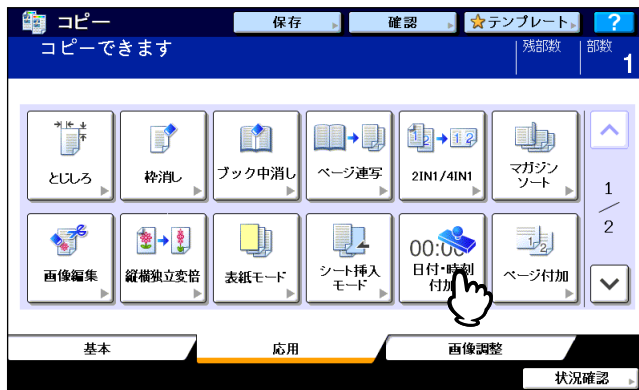 コピー
保存
確認
テンプレート
?
コピーできます
残部数
部数
1
とじしろ
枠消し
ブック中消し
ページ連写
2IN1/4IN1
マガジン
ソート
1
2
画像編集
縦横独立変倍
表紙モード
シート挿入
モード
00:00
日付・時刻
付加
ページ付加
基本
応用
画像調整
状況確認